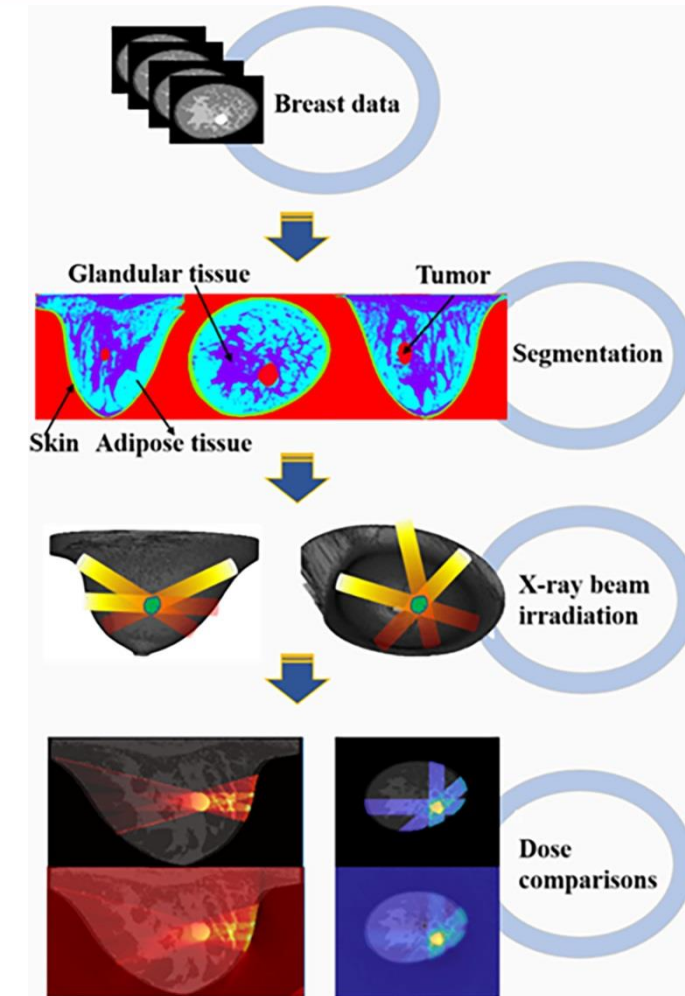 Breast data
Glandular tissue
Tumor
Segmentation
Skin
Adipose tissue
X-ray beam
irradiation
Dose
comparisons